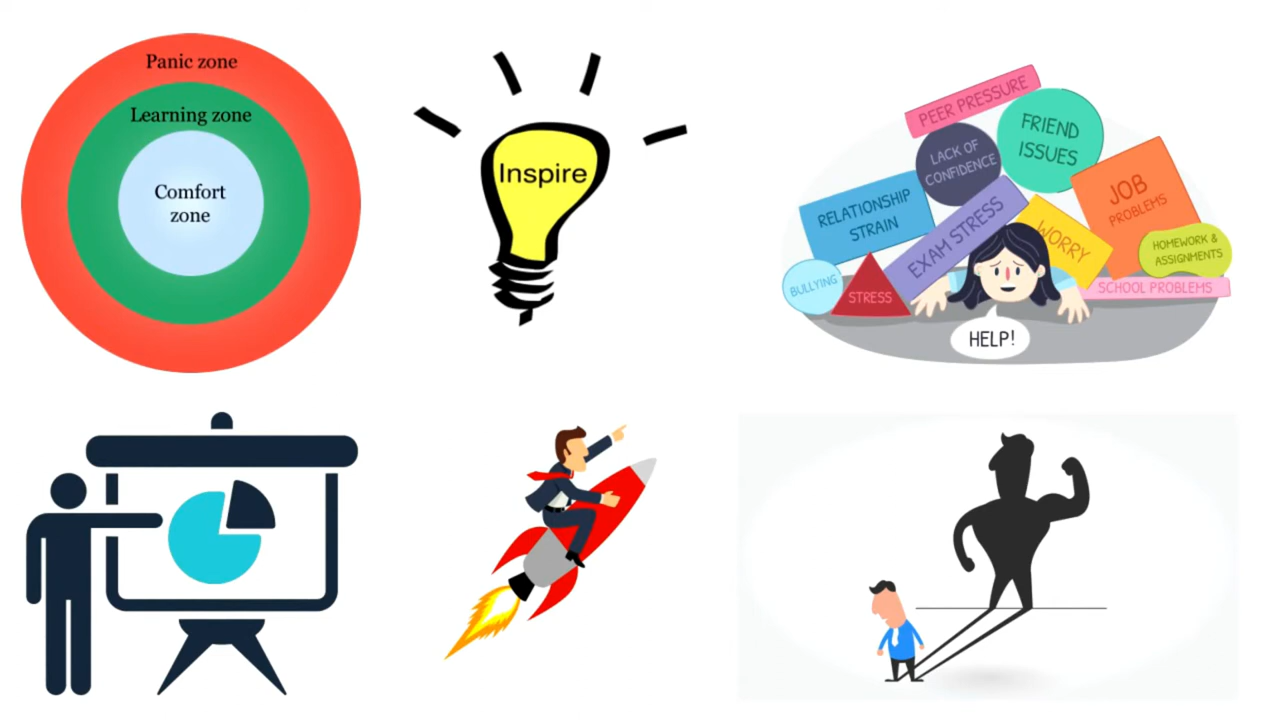 Panic zone
Learning zone
Comfort
zone
Inspire
PEER PRESSURE
FRIEND
ISSUES
LACK OF
CONFIDENCE
JOB
PROBLEMS
RELATIONSHIP
STRAIN
EXAM STRESS
WORRY
HOMEWORK &
ASSIGNMENTS
BULLYING
STRESS
SCHOOL PROBLEMS
HELP!